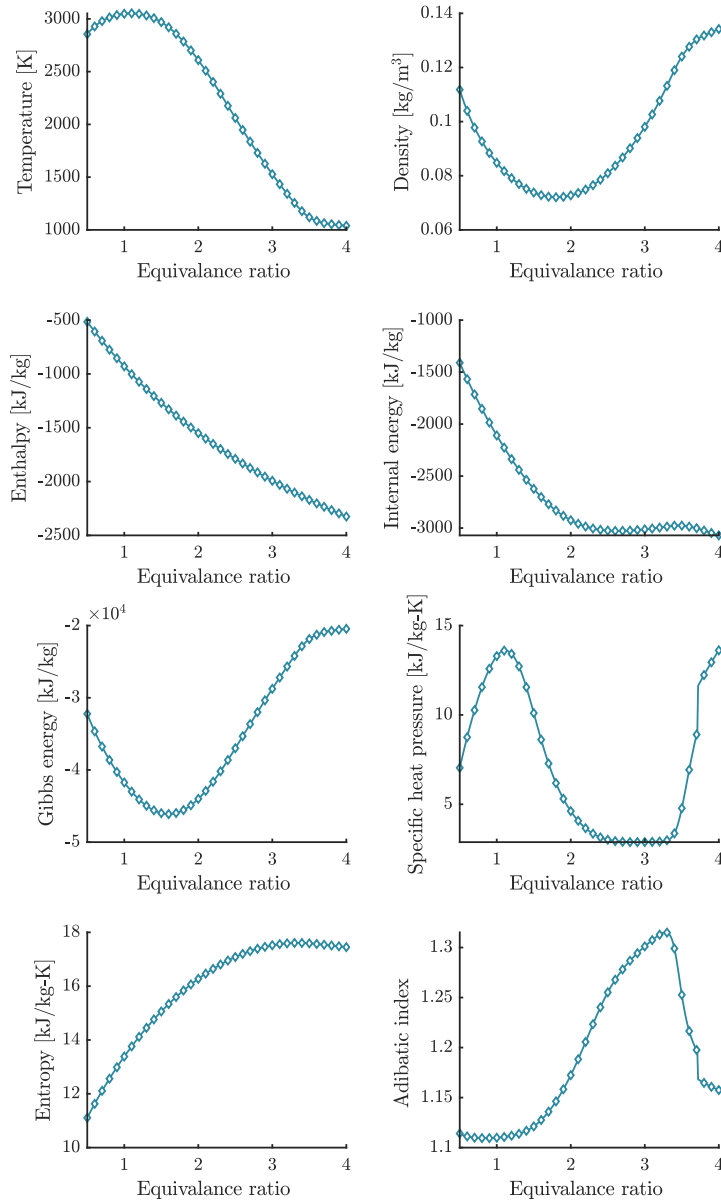 Temperature [K]
3000
2500
2000
1500
1000
1 2 3 4
Equivalance ratio
Density [kg/m³]
0.14
0.12
0.1
0.08
0.06
1 2 3 4
Equivalance ratio
Enthalpy [kJ/kg]
-500
-1000
-1500
-2000
-2500
1 2 3 4
Equivalance ratio
Internal energy [kJ/kg]
-1000
-1500
-2000
-2500
-3000
1 2 3 4
Equivalance ratio
Gibbs energy [kJ/kg]
×10⁴
-2
-3
-4
-5
1 2 3 4
Equivalance ratio
Specific heat pressure [kJ/kg-K]
15
10
5
1 2 3 4
Equivalance ratio
Entropy [kJ/kg-K]
18
16
14
12
10
1 2 3 4
Equivalance ratio
Adibatic index
1.3
1.25
1.2
1.15
1.1
1 2 3 4
Equivalance ratio